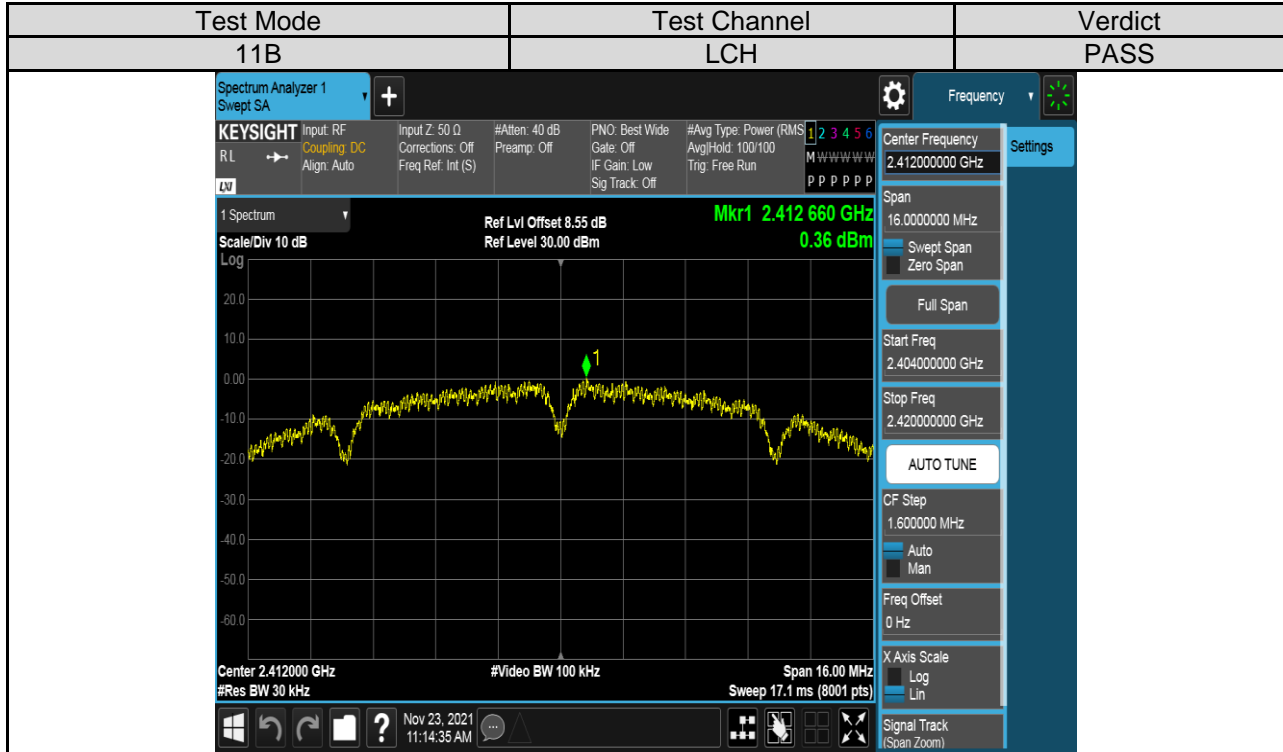 Test Mode Test Channel Verdict
11B LCH PASS
Spectrum Analyzer 1
Swept SA
+
Frequency
KEYSIGHT
RL
LXI
Input: RF
Coupling: DC
Align: Auto
Input Z: 50 Ω
Corrections: Off
Freq Ref: Int (S)
#Atten: 40 dB
Preamp: Off
PNO: Best Wide
Gate: Off
IF Gain: Low
Sig Track: Off
#Avg Type: Power (RMS
Avg|Hold: 100/100
Trig: Free Run
1 2 3 4 5 6
M W W W W W
P P P P P P
1 Spectrum
Scale/Div 10 dB
Log
Ref Lvl Offset 8.55 dB
Ref Level 30.00 dBm
Mkr1 2.412 660 GHz
0.36 dBm
20.0
10.0
0.00
-10.0
-20.0
-30.0
-40.0
-50.0
-60.0
1
Center 2.412000 GHz
#Res BW 30 kHz
#Video BW 100 kHz
Span 16.00 MHz
Sweep 17.1 ms (8001 pts)
Center Frequency
2.412000000 GHz
Settings
Span
16.0000000 MHz
Swept Span
Zero Span
Full Span
Start Freq
2.404000000 GHz
Stop Freq
2.420000000 GHz
AUTO TUNE
CF Step
1.600000 MHz
Auto
Man
Freq Offset
0 Hz
X Axis Scale
Log
Lin
Signal Track
(Span Zoom)
?
Nov 23, 2021
11:14:35 AM